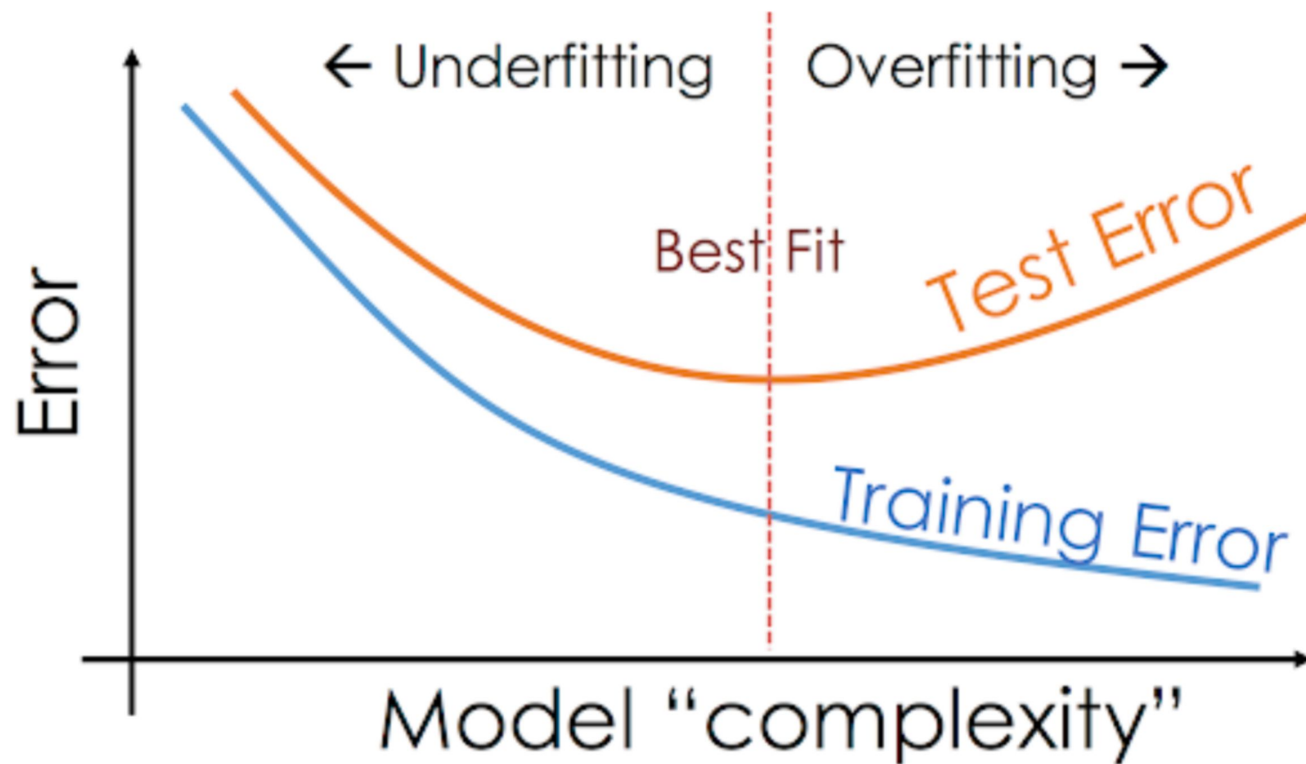 ← Underfitting
Overfitting →
Best Fit
Test Error
Training Error
Error
Model “complexity”